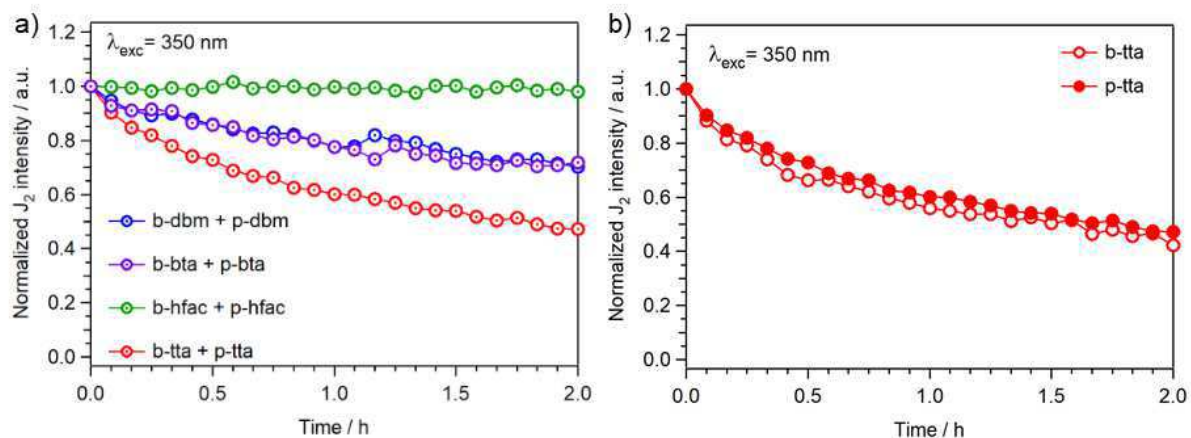 a)
λexc= 350 nm
1.2
1.0
0.8
0.6
0.4
0.2
0.0
Normalized J2 intensity / a.u.
b-dbm + p-dbm
b-bta + p-bta
b-hfac + p-hfac
b-tta + p-tta
0.0 0.5 1.0 1.5 2.0
Time / h
b)
λexc= 350 nm
b-tta
p-tta
1.2
1.0
0.8
0.6
0.4
0.2
0.0
Normalized J2 intensity / a.u.
0.0 0.5 1.0 1.5 2.0
Time / h